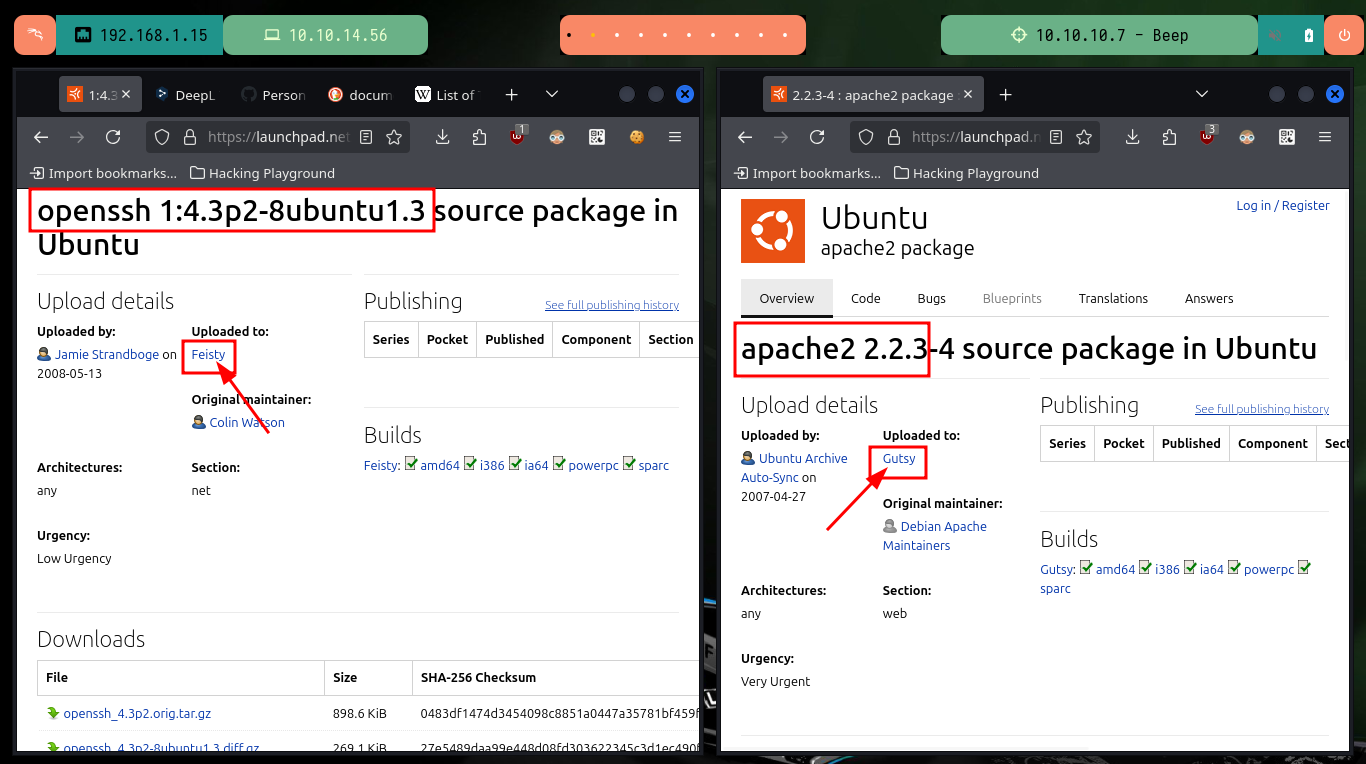 192.168.1.15
10.10.14.56
10.10.10.7 - Beep
1:4.3
DeepL
Person
docum
List of
https://launchpad.net
1
Import bookmarks...
Hacking Playground
openssh 1:4.3p2-8ubuntu1.3 source package in
Ubuntu
Upload details
Uploaded by:
Jamie Strandboge on
2008-05-13
Uploaded to:
Feisty
Original maintainer:
Colin Watson
Architectures:
any
Section:
net
Urgency:
Low Urgency
Publishing
See full publishing history
Series Pocket Published Component Section
Builds
Feisty: amd64 i386 ia64 powerpc sparc
Downloads
File Size SHA-256 Checksum
openssh_4.3p2.orig.tar.gz 898.6 KiB 0483df1474d3454098c8851a0447a35781bf459f
openssh_4.3p2-8ubuntu1.3.diff.gz 269.1 KiB 27e5489daa99e448d08fd303622345c3d1ec490f
2.2.3-4 : apache2 package
https://launchpad.n
3
Import bookmarks...
Hacking Playground
Ubuntu
apache2 package
Log in / Register
Overview Code Bugs Blueprints Translations Answers
apache2 2.2.3-4 source package in Ubuntu
Upload details
Uploaded by:
Ubuntu Archive
Auto-Sync on
2007-04-27
Uploaded to:
Gutsy
Original maintainer:
Debian Apache
Maintainers
Architectures:
any
Section:
web
Urgency:
Very Urgent
Publishing
See full publishing history
Series Pocket Published Component Sect
Builds
Gutsy: amd64 i386 ia64 powerpc
sparc